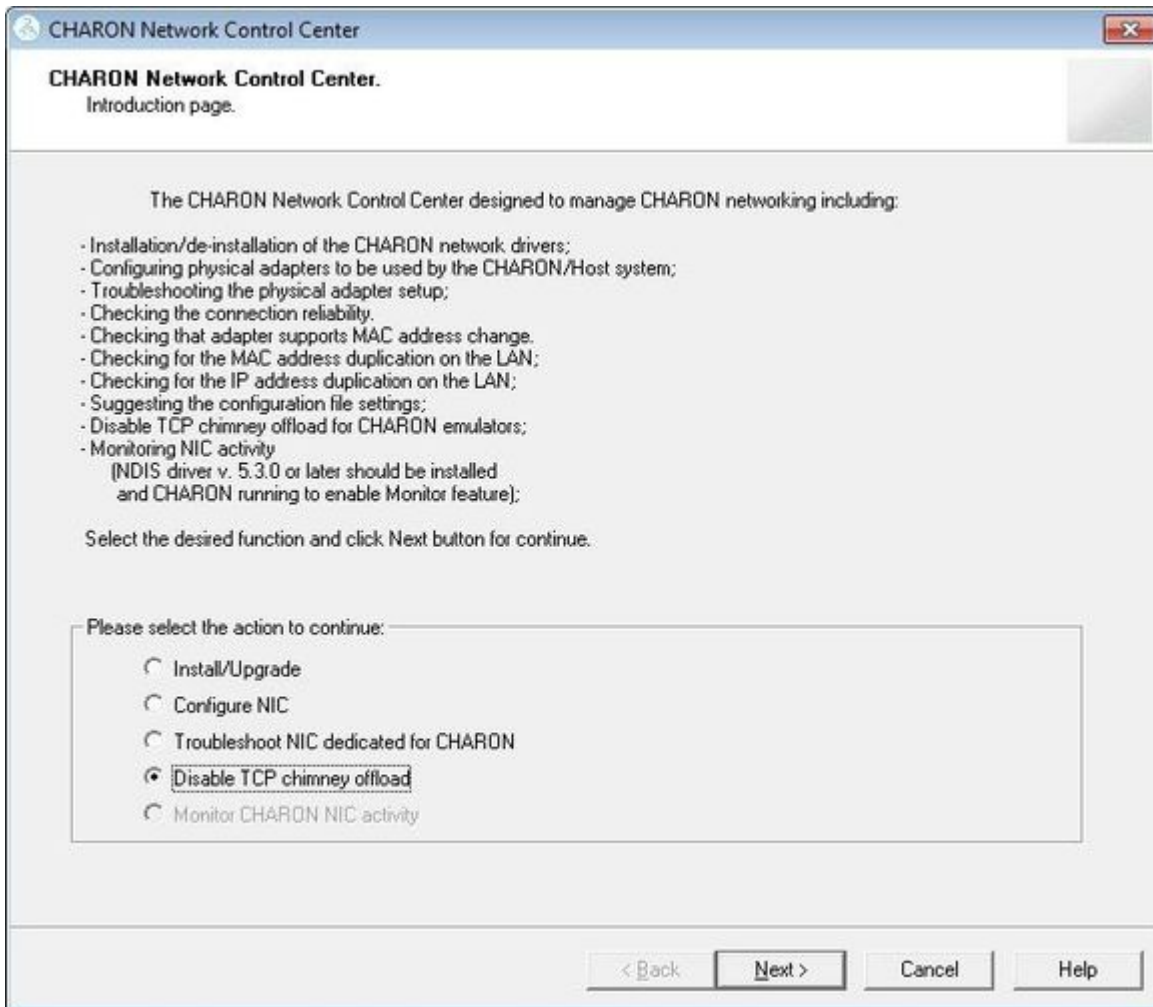 CHARON Network Control Center
CHARON Network Control Center.
Introduction page.
The CHARON Network Control Center designed to manage CHARON networking including:
- Installation/de-installation of the CHARON network drivers;
- Configuring physical adapters to be used by the CHARON/Host system;
- Troubleshooting the physical adapter setup;
- Checking the connection reliability.
- Checking that adapter supports MAC address change.
- Checking for the MAC address duplication on the LAN;
- Checking for the IP address duplication on the LAN;
- Suggesting the configuration file settings;
- Disable TCP chimney offload for CHARON emulators;
- Monitoring NIC activity
(NDIS driver v. 5.3.0 or later should be installed
and CHARON running to enable Monitor feature);
Select the desired function and click Next button for continue.
Please select the action to continue:
Install/Upgrade
Configure NIC
Troubleshoot NIC dedicated for CHARON
Disable TCP chimney offload
Monitor CHARON NIC activity
< Back Next > Cancel Help